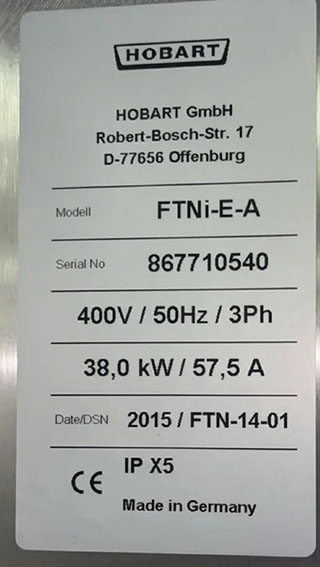 HOBART
HOBART GmbH
Robert-Bosch-Str. 17
D-77656 Offenburg
Modell FTNi-E-A
Serial No 867710540
400V / 50Hz / 3Ph
38,0 kW / 57,5 A
Date/DSN 2015 / FTN-14-01
IP X5
CE
Made in Germany